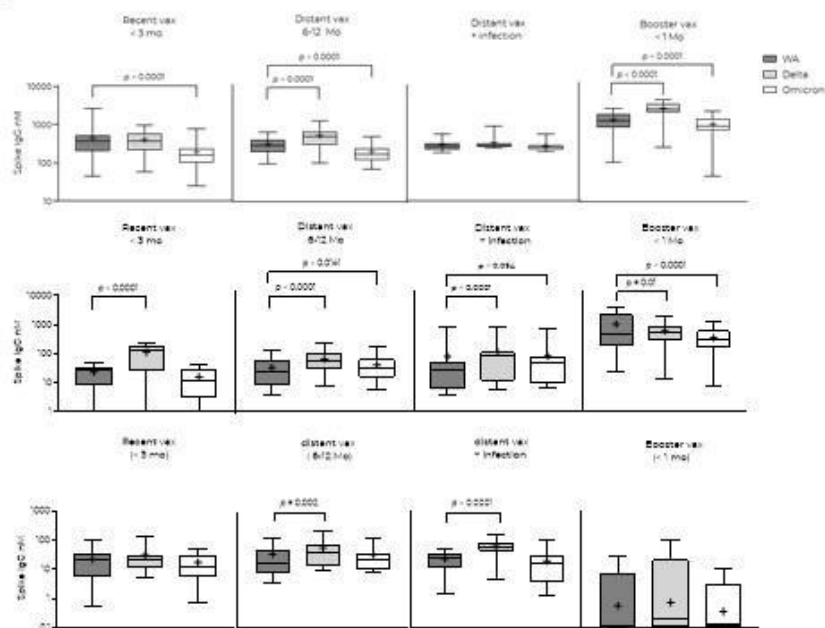 Recent vax
< 3 mo
Distant vax
6-12 Mo
Distant vax
+ infection
Booster vax
< 1 Mo
WA
Delta
Omicron
p < 0.0001
p < 0.0001
p < 0.0001
p < 0.0001
p < 0.0001
Spike IgG nM
10000
1000
100
10
Recent vax
< 3 mo
Distant vax
6-12 Mo
Distant vax
+ infection
Booster vax
< 1 Mo
p < 0.0001
p < 0.0001
p < 0.0001
p < 0.0001
p = 0.01
Spike IgG nM
10000
1000
100
10
1
Recent vax
(< 3 mo)
distant vax
(6-12 Mo)
distant vax
+ infection
Booster vax
(< 1 mo)
p = 0.002
p < 0.0001
Spike IgG nM
1000
100
10
1
0.1